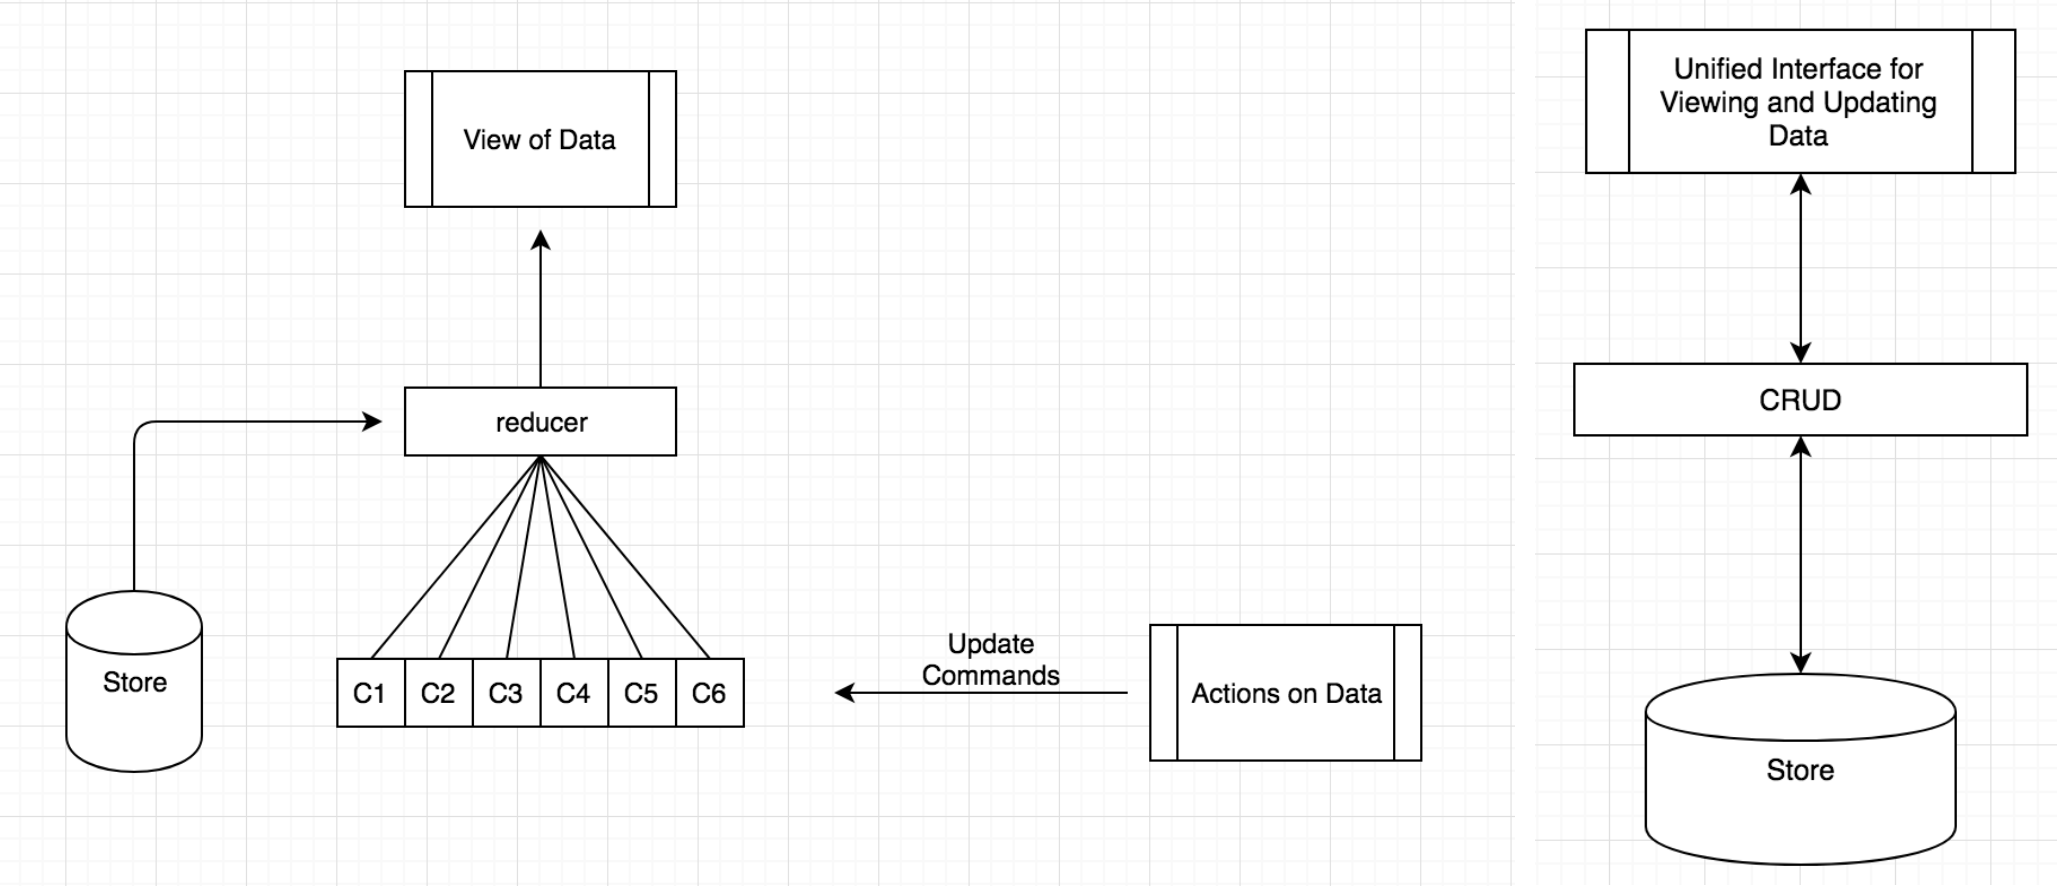 View of Data
reducer
Store
C1 C2 C3 C4 C5 C6
Update
Commands
Actions on Data
Unified Interface for
Viewing and Updating
Data
CRUD
Store